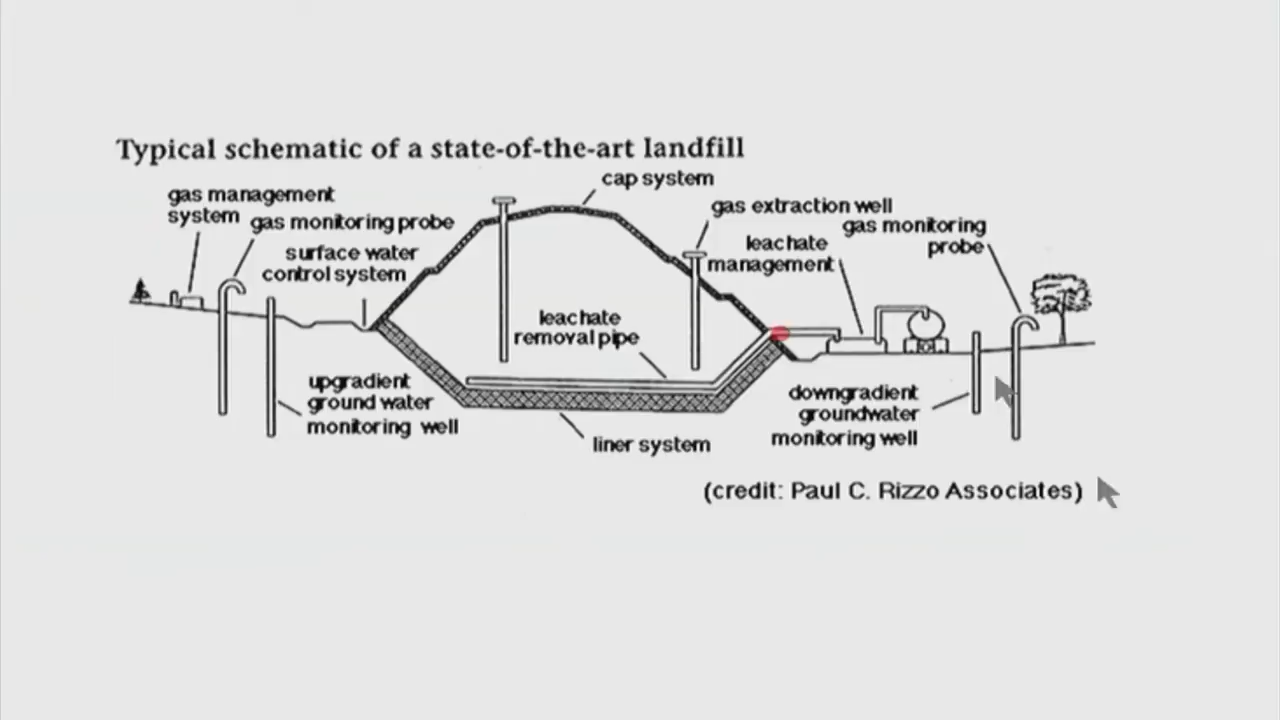 Typical schematic of a state-of-the-art landfill
cap system
gas management
system
gas monitoring probe
surface water
control system
gas extraction well
gas monitoring
probe
leachate
management
leachate
removal pipe
upgradient
ground water
monitoring well
liner system
downgradient
groundwater
monitoring well
(credit: Paul C. Rizzo Associates)